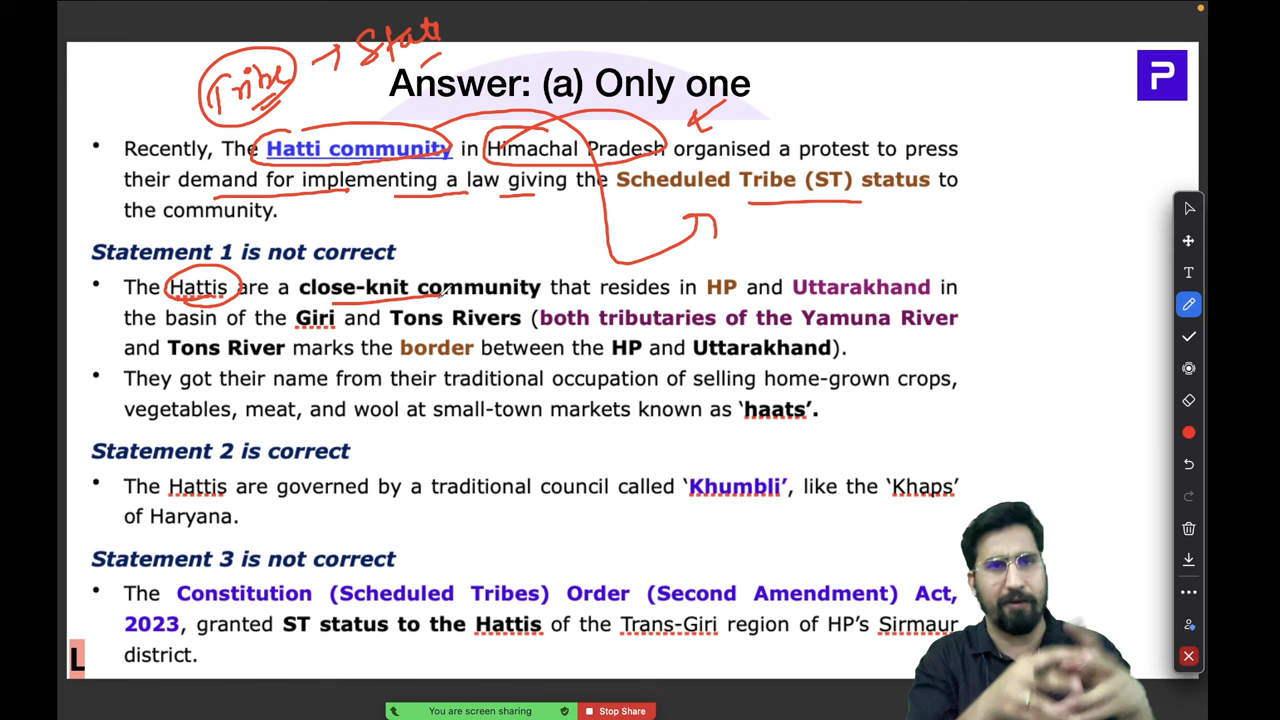 Tribe → State
Answer: (a) Only one
P
• Recently, The Hatti community in Himachal Pradesh organised a protest to press
their demand for implementing a law giving the Scheduled Tribe (ST) status to
the community.
Statement 1 is not correct
• The Hattis are a close-knit community that resides in HP and Uttarakhand in
the basin of the Giri and Tons Rivers (both tributaries of the Yamuna River
and Tons River marks the border between the HP and Uttarakhand).
• They got their name from their traditional occupation of selling home-grown crops,
vegetables, meat, and wool at small-town markets known as ‘haats’.
Statement 2 is correct
• The Hattis are governed by a traditional council called ‘Khumbli’, like the ‘Khaps’
of Haryana.
Statement 3 is not correct
• The Constitution (Scheduled Tribes) Order (Second Amendment) Act,
2023, granted ST status to the Hattis of the Trans-Giri region of HP’s Sirmaur
district.
L
T
You are screen sharing
Stop Share